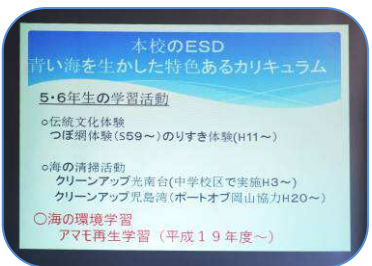 本校のESD
青い海を生かした特色あるカリキュラム
5・6年生の学習活動
○伝統文化体験
つぼ網体験(S59～)のりすき体験(H11～)
○海の清掃活動
クリーンアップ光南台(中学校区で実施H3～)
クリーンアップ児島湾(ポートオブ岡山協力H20～)
○海の環境学習
アマモ再生学習（平成１９年度～）